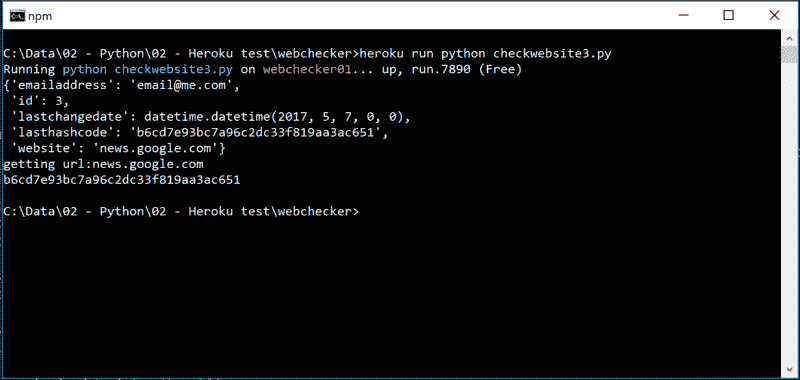 npm
C:\Data\02 - Python\02 - Heroku test\webchecker>heroku run python checkwebsite3.py
Running python checkwebsite3.py on webchecker01... up, run.7890 (Free)
{'emailaddress': 'email@me.com',
 'id': 3,
 'lastchangedate': datetime.datetime(2017, 5, 7, 0, 0),
 'lasthashcode': 'b6cd7e93bc7a96c2dc33f819aa3ac651',
 'website': 'news.google.com'}
getting url:news.google.com
b6cd7e93bc7a96c2dc33f819aa3ac651
C:\Data\02 - Python\02 - Heroku test\webchecker>